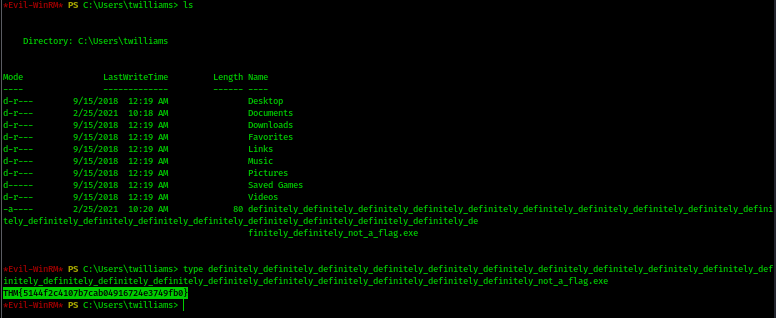 *Evil-WinRM* PS C:\Users\twilliams> ls
Directory: C:\Users\twilliams
Mode                LastWriteTime         Length Name
----                -------------         ------ ----
d-r---        9/15/2018  12:19 AM                Desktop
d-r---        2/25/2021  10:18 AM                Documents
d-r---        9/15/2018  12:19 AM                Downloads
d-r---        9/15/2018  12:19 AM                Favorites
d-r---        9/15/2018  12:19 AM                Links
d-r---        9/15/2018  12:19 AM                Music
d-r---        9/15/2018  12:19 AM                Pictures
d-----        9/15/2018  12:19 AM                Saved Games
d-r---        9/15/2018  12:19 AM                Videos
-a----        2/25/2021  10:20 AM             80 definitely_definitely_definitely_definitely_definitely_definitely_definitely_definitely_definitely_defini
tely_definitely_definitely_definitely_definitely_definitely_definitely_definitely_definitely_de
finitely_definitely_not_a_flag.exe
*Evil-WinRM* PS C:\Users\twilliams> type definitely_definitely_definitely_definitely_definitely_definitely_definitely_definitely_definitely_definitely_def
initely_definitely_definitely_definitely_definitely_definitely_definitely_definitely_definitely_not_a_flag.exe
THM{5144f2c4107b7cab04916724e3749fb0}
*Evil-WinRM* PS C:\Users\twilliams>